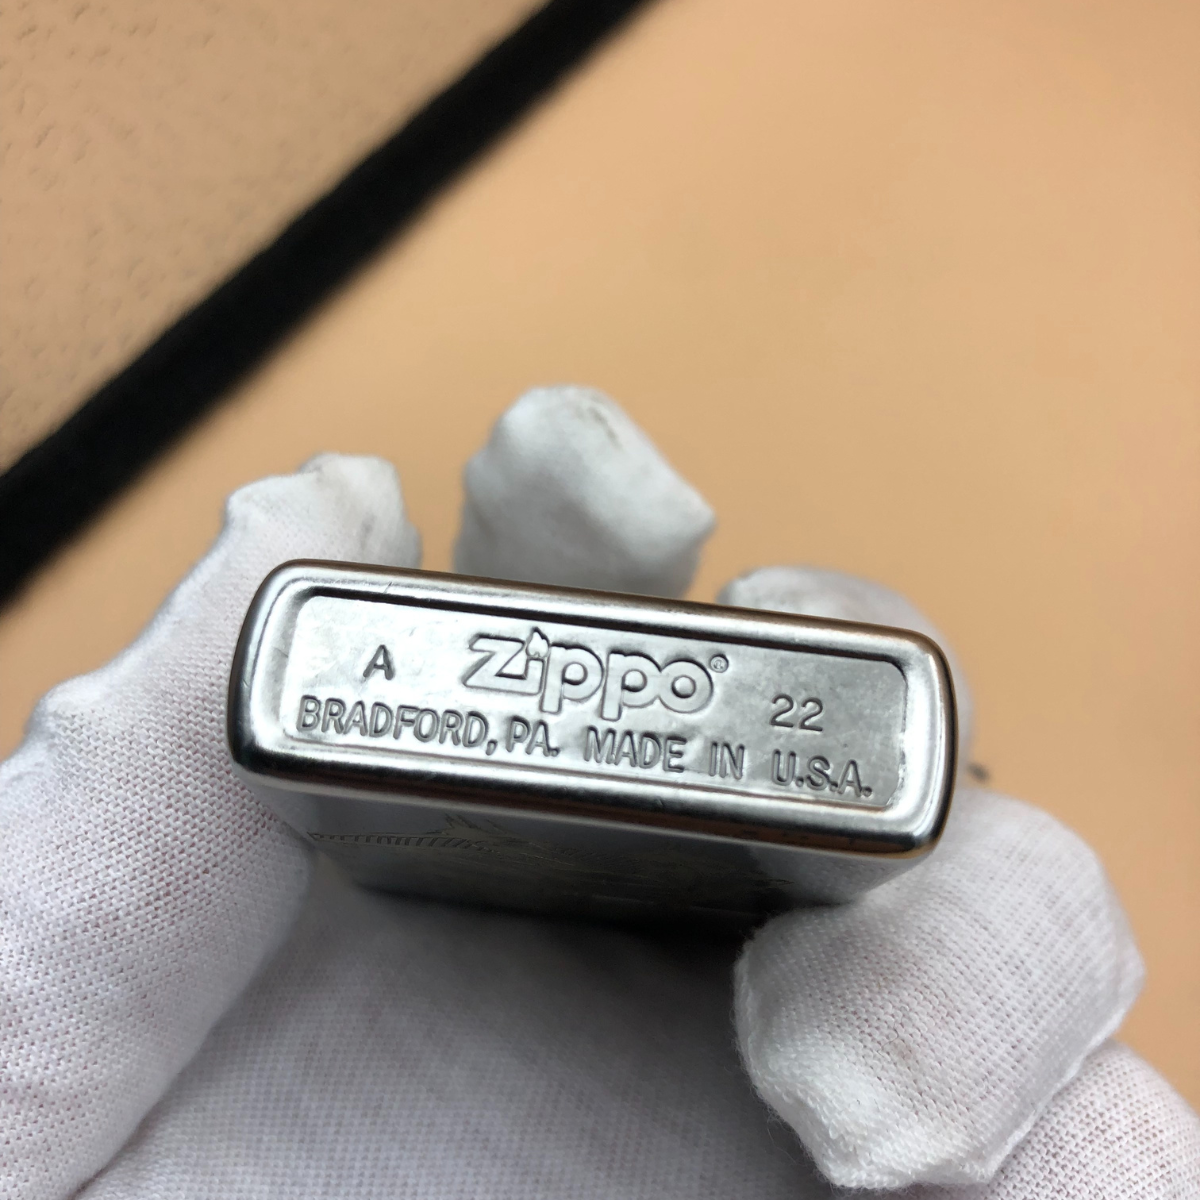 A Zippo® 22
BRADFORD, PA. MADE IN U.S.A.